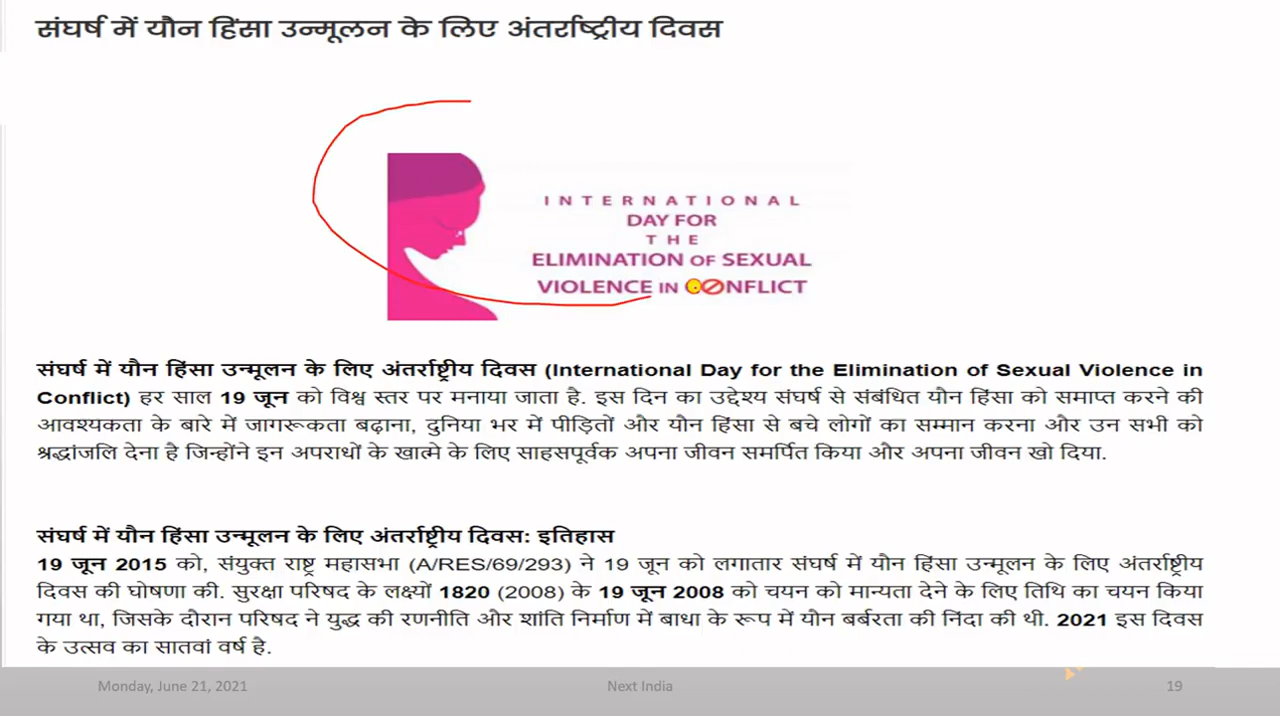 संघर्ष में यौन हिंसा उन्मूलन के लिए अंतर्राष्ट्रीय दिवस
INTERNATIONAL
DAY FOR
THE
ELIMINATION OF SEXUAL
VIOLENCE IN CONFLICT
संघर्ष में यौन हिंसा उन्मूलन के लिए अंतर्राष्ट्रीय दिवस (International Day for the Elimination of Sexual Violence in
Conflict) हर साल 19 जून को विश्व स्तर पर मनाया जाता है. इस दिन का उद्देश्य संघर्ष से संबंधित यौन हिंसा को समाप्त करने की
आवश्यकता के बारे में जागरूकता बढ़ाना, दुनिया भर में पीड़ितों और यौन हिंसा से बचे लोगों का सम्मान करना और उन सभी को
श्रद्धांजलि देना है जिन्होंने इन अपराधों के खात्मे के लिए साहसपूर्वक अपना जीवन समर्पित किया और अपना जीवन खो दिया.
संघर्ष में यौन हिंसा उन्मूलन के लिए अंतर्राष्ट्रीय दिवस: इतिहास
19 जून 2015 को, संयुक्त राष्ट्र महासभा (A/RES/69/293) ने 19 जून को लगातार संघर्ष में यौन हिंसा उन्मूलन के लिए अंतर्राष्ट्रीय
दिवस की घोषणा की. सुरक्षा परिषद के लक्ष्यों 1820 (2008) के 19 जून 2008 को चयन को मान्यता देने के लिए तिथि का चयन किया
गया था, जिसके दौरान परिषद ने युद्ध की रणनीति और शांति निर्माण में बाधा के रूप में यौन बर्बरता की निंदा की थी. 2021 इस दिवस
के उत्सव का सातवां वर्ष है.
Monday, June 21, 2021
Next India
19